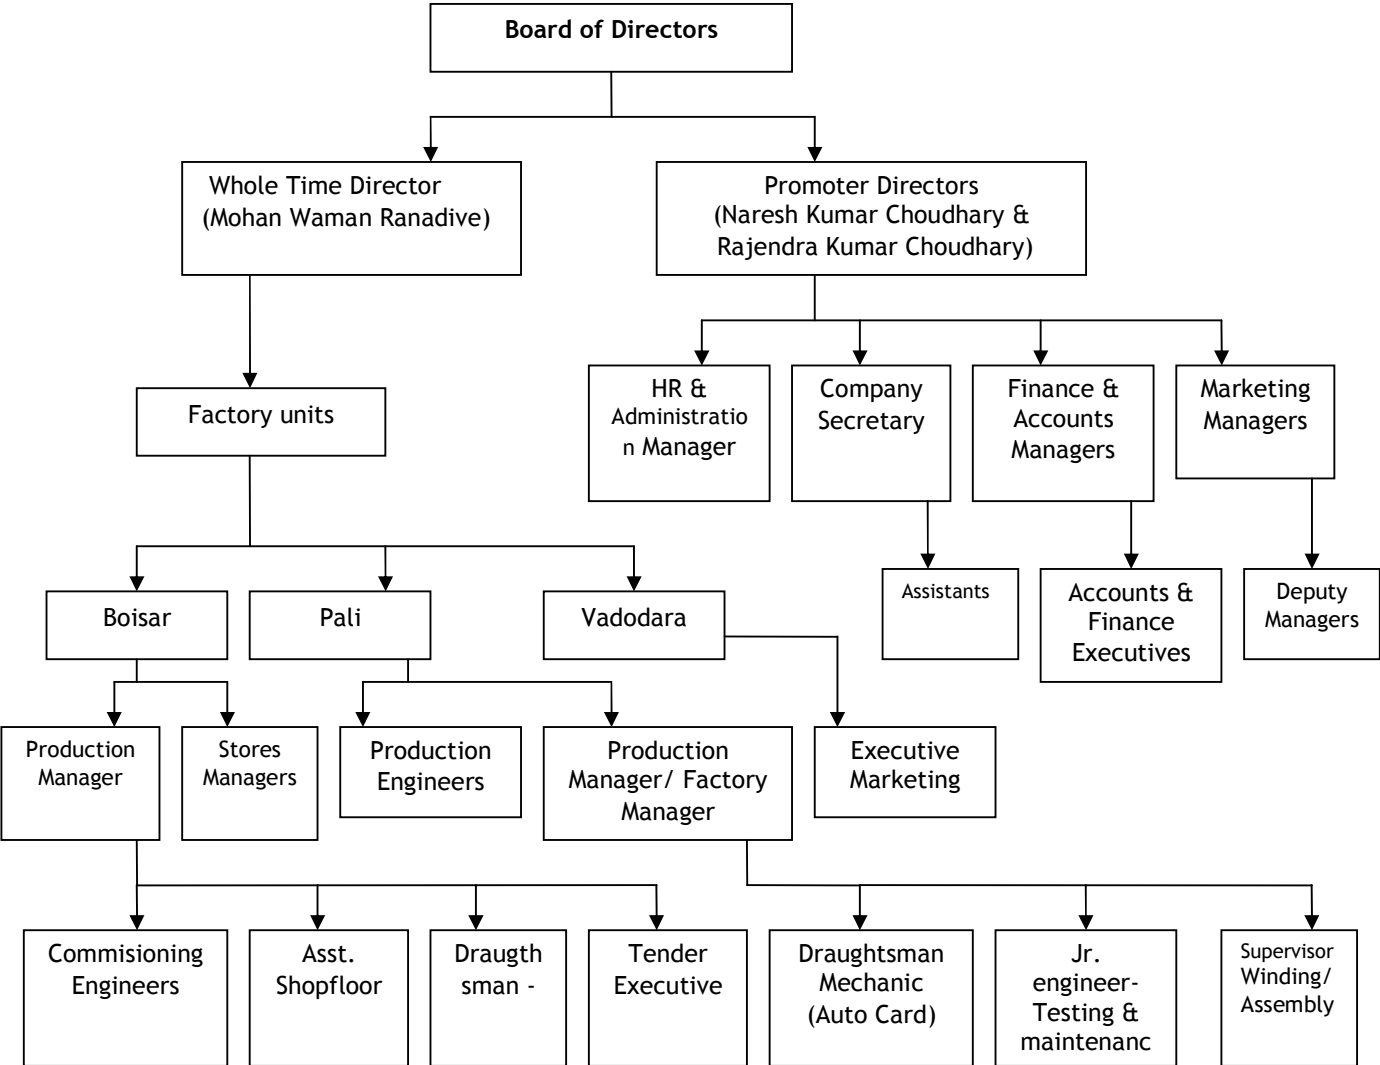 Board of Directors
Whole Time Director
(Mohan Waman Ranadive)
Promoter Directors
(Naresh Kumar Choudhary &
Rajendra Kumar Choudhary)
HR &
Administratio
n Manager
Company
Secretary
Finance &
Accounts
Managers
Marketing
Managers
Factory units
Assistants
Accounts &
Finance
Executives
Deputy
Managers
Boisar
Pali
Vadodara
Production
Manager
Stores
Managers
Production
Engineers
Production
Manager/ Factory
Manager
Executive
Marketing
Commisioning
Engineers
Asst.
Shopfloor
Draugth
sman -
Tender
Executive
Draughtsman
Mechanic
(Auto Card)
Jr.
engineer-
Testing &
maintenanc
Supervisor
Winding/
Assembly